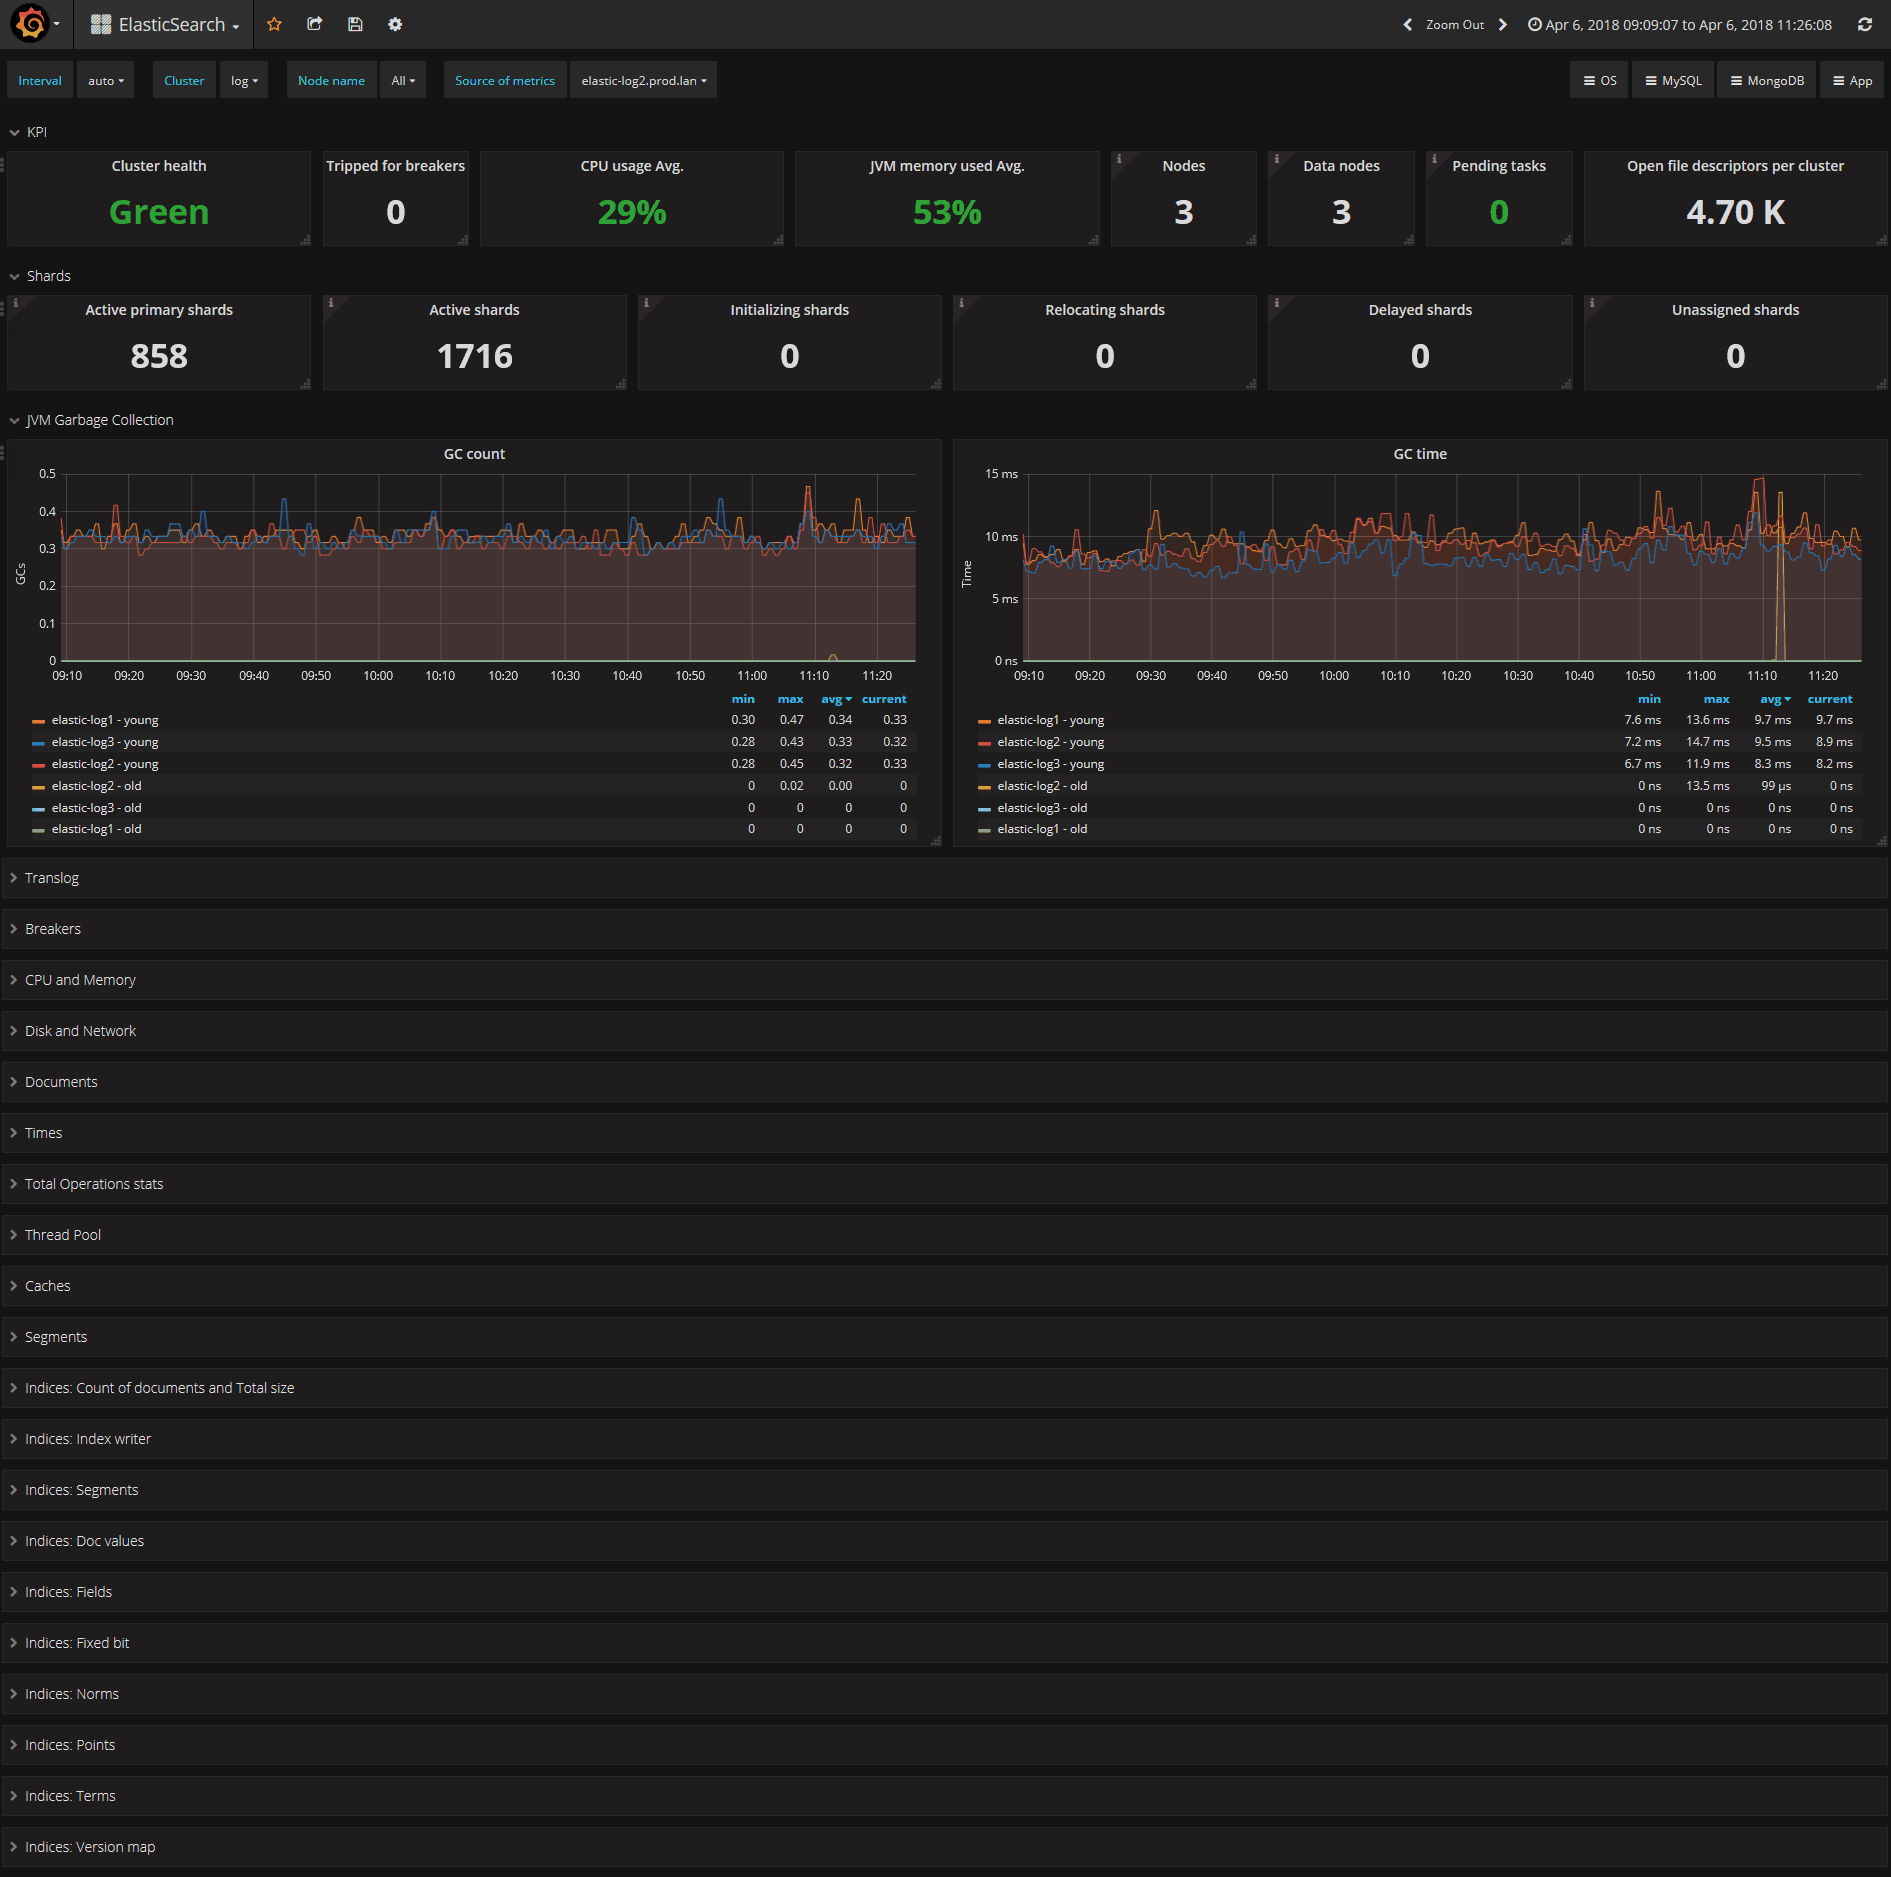 ElasticSearch
Zoom Out
Apr 6, 2018 09:09:07 to Apr 6, 2018 11:26:08
Interval auto Cluster log Node name All Source of metrics elastic-log2.prod.lan OS MySQL MongoDB App
KPI
Cluster health
Green
Tripped for breakers
0
CPU usage Avg.
29%
JVM memory used Avg.
53%
Nodes
3
Data nodes
3
Pending tasks
0
Open file descriptors per cluster
4.70 K
Shards
Active primary shards
858
Active shards
1716
Initializing shards
0
Relocating shards
0
Delayed shards
0
Unassigned shards
0
JVM Garbage Collection
GC count
GCs
0.5
0.4
0.3
0.2
0.1
0
09:10 09:20 09:30 09:40 09:50 10:00 10:10 10:20 10:30 10:40 10:50 11:00 11:10 11:20
min max avg current
elastic-log1 - young 0.30 0.47 0.34 0.33
elastic-log3 - young 0.28 0.43 0.33 0.32
elastic-log2 - young 0.28 0.45 0.32 0.33
elastic-log2 - old 0 0.02 0.00 0
elastic-log3 - old 0 0 0 0
elastic-log1 - old 0 0 0 0
GC time
Time
15 ms
10 ms
5 ms
0 ns
09:10 09:20 09:30 09:40 09:50 10:00 10:10 10:20 10:30 10:40 10:50 11:00 11:10 11:20
min max avg current
elastic-log1 - young 7.6 ms 13.6 ms 9.7 ms 9.7 ms
elastic-log2 - young 7.2 ms 14.7 ms 9.5 ms 8.9 ms
elastic-log3 - young 6.7 ms 11.9 ms 8.3 ms 8.2 ms
elastic-log2 - old 0 ns 13.5 ms 99 µs 0 ns
elastic-log3 - old 0 ns 0 ns 0 ns 0 ns
elastic-log1 - old 0 ns 0 ns 0 ns 0 ns
Translog
Breakers
CPU and Memory
Disk and Network
Documents
Times
Total Operations stats
Thread Pool
Caches
Segments
Indices: Count of documents and Total size
Indices: Index writer
Indices: Segments
Indices: Doc values
Indices: Fields
Indices: Fixed bit
Indices: Norms
Indices: Points
Indices: Terms
Indices: Version map